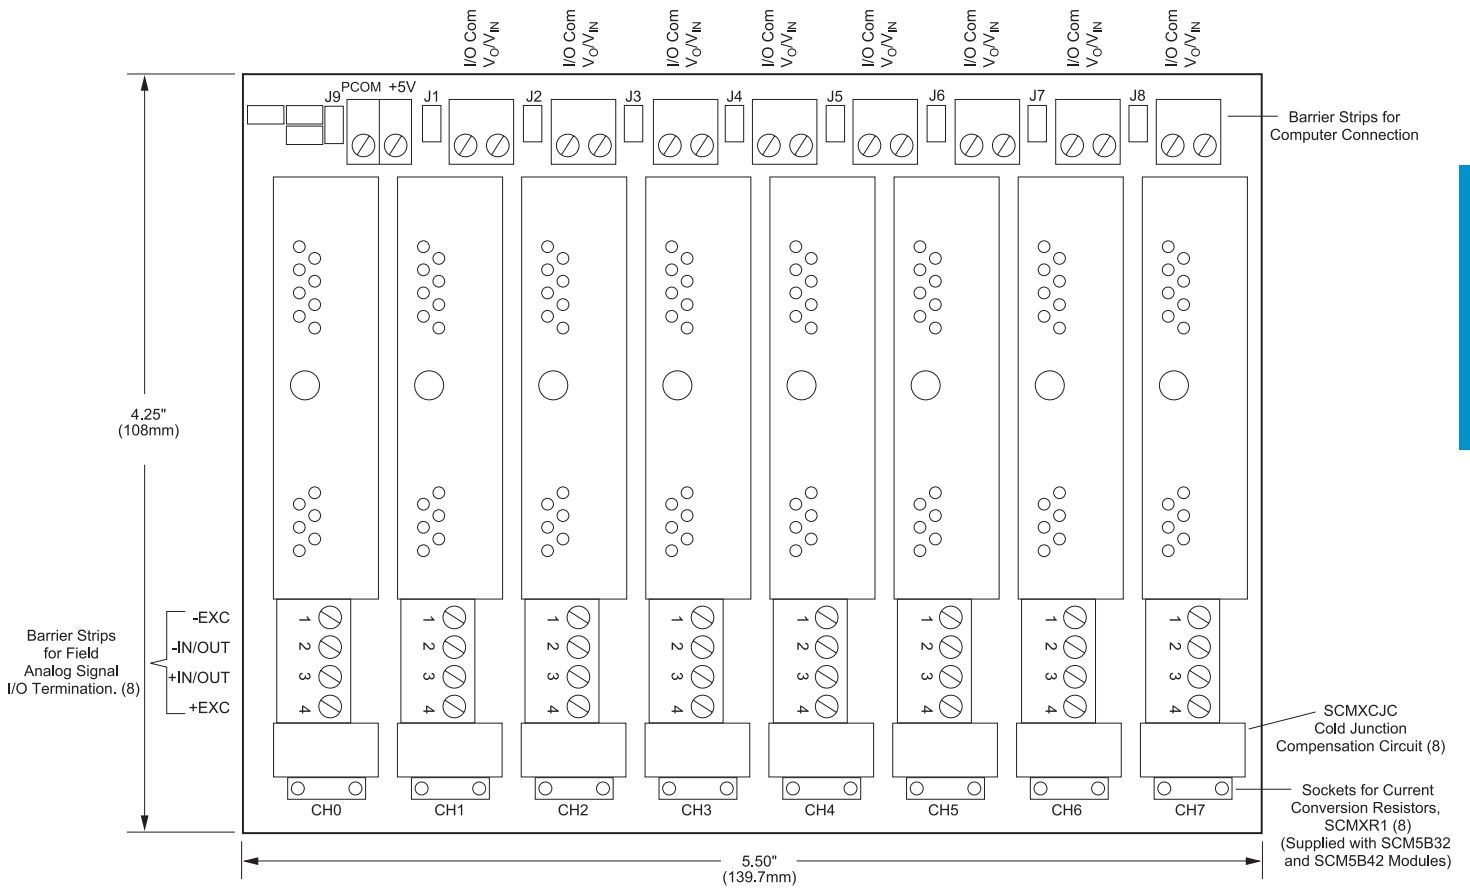 I/O Com I/O Com I/O Com I/O Com I/O Com I/O Com I/O Com I/O Com
VO/VIN VO/VIN VO/VIN VO/VIN VO/VIN VO/VIN VO/VIN VO/VIN
PCOM +5V
J9 J1 J2 J3 J4 J5 J6 J7 J8
Barrier Strips for
Computer Connection
4.25"
(108mm)
Barrier Strips
for Field
Analog Signal
I/O Termination. (8)
-EXC
-IN/OUT
+IN/OUT
+EXC
1 1 1 1 1 1 1 1
2 2 2 2 2 2 2 2
3 3 3 3 3 3 3 3
4 4 4 4 4 4 4 4
SCMXCJC
Cold Junction
Compensation Circuit (8)
CH0 CH1 CH2 CH3 CH4 CH5 CH6 CH7
Sockets for Current
Conversion Resistors,
SCMXR1 (8)
(Supplied with SCM5B32
and SCM5B42 Modules)
5.50"
(139.7mm)